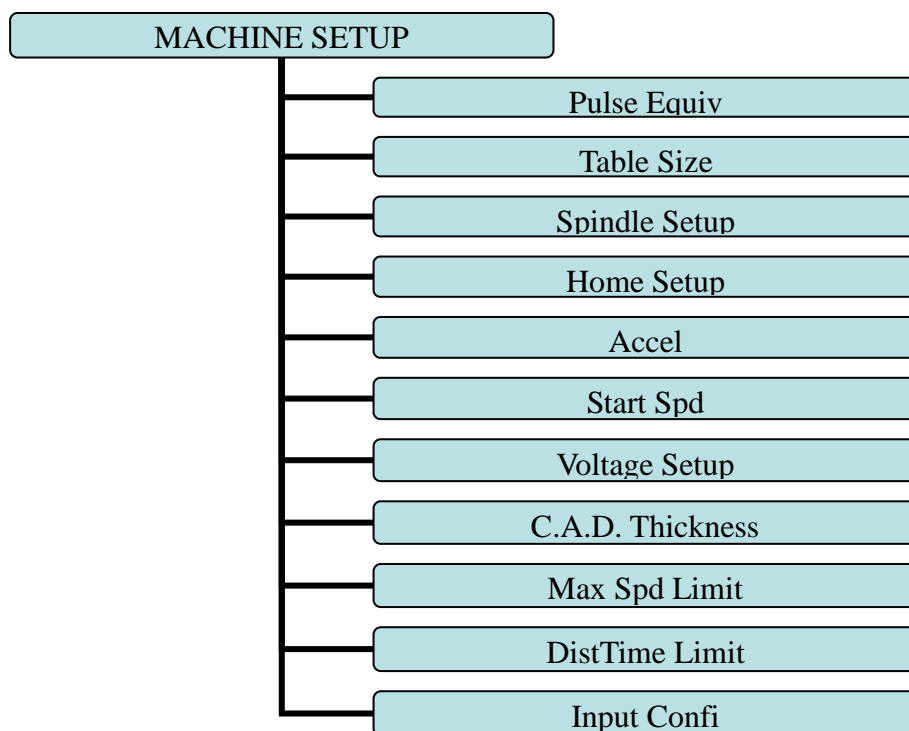 MACHINE SETUP
Pulse Equiv
Table Size
Spindle Setup
Home Setup
Accel
Start Spd
Voltage Setup
C.A.D. Thickness
Max Spd Limit
DistTime Limit
Input Confi